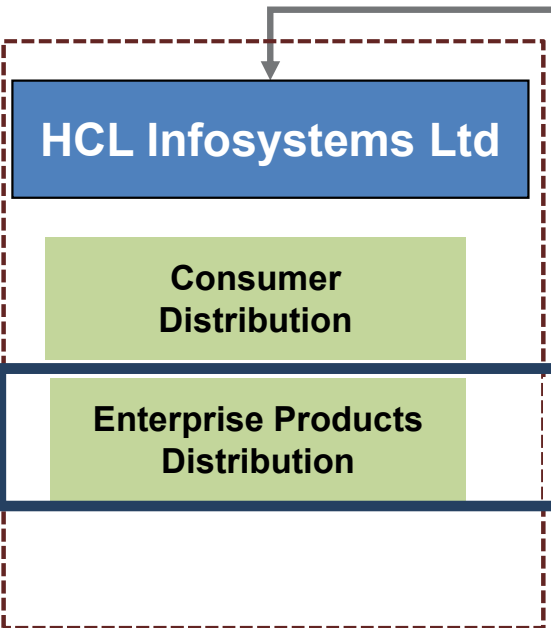 HCL Infosystems Ltd
Consumer
Distribution
Enterprise Products
Distribution